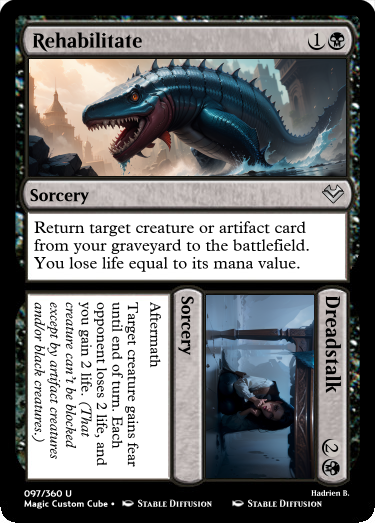 Rehabilitate 1
Sorcery
Return target creature or artifact card
from your graveyard to the battlefield.
You lose life equal to its mana value.
Dreadstalk 2
Sorcery
Aftermath
Target creature gains fear
until end of turn. Each
opponent loses 2 life, and
you gain 2 life. (That
creature can't be blocked
except by artifact creatures
and/or black creatures.)
097/360 U
Hadrien B.
Magic Custom Cube • Stable Diffusion Stable Diffusion